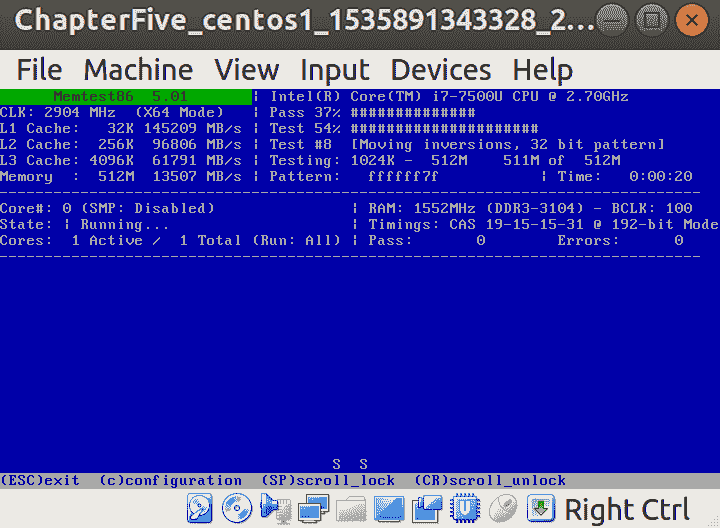 ChapterFive_centos1_1535891343328_2...
File Machine View Input Devices Help
Memtest86 5.01 | Intel(R) Core(TM) i7-7500U CPU @ 2.70GHz
CLK: 2904 MHz (X64 Mode) | Pass 37% ##############
L1 Cache: 32K 145209 MB/s | Test 54% #####################
L2 Cache: 256K 96806 MB/s | Test #8 [Moving inversions, 32 bit pattern]
L3 Cache: 4096K 61791 MB/s | Testing: 1024K - 512M 511M of 512M
Memory : 512M 13507 MB/s | Pattern: ffffff7f | Time: 0:00:20
------------------------------------------------------------------------------
Core#: 0 (SMP: Disabled) | RAM: 1552MHz (DDR3-3104) - BCLK: 100
State: | Running... | Timings: CAS 19-15-15-31 @ 192-bit Mode
Cores: 1 Active / 1 Total (Run: All) | Pass: 0 Errors: 0
------------------------------------------------------------------------------
S S
(ESC)exit (c)configuration (SP)scroll_lock (CR)scroll_unlock
Right Ctrl